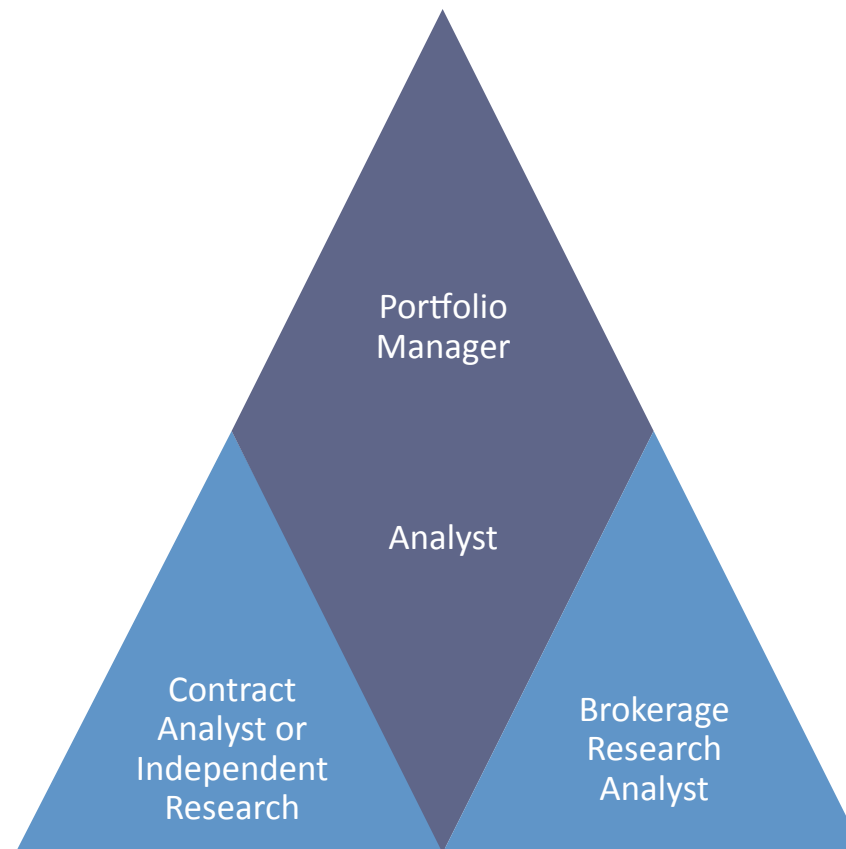 Portfolio
Manager
Analyst
Contract
Analyst or
Independent
Research
Brokerage
Research
Analyst